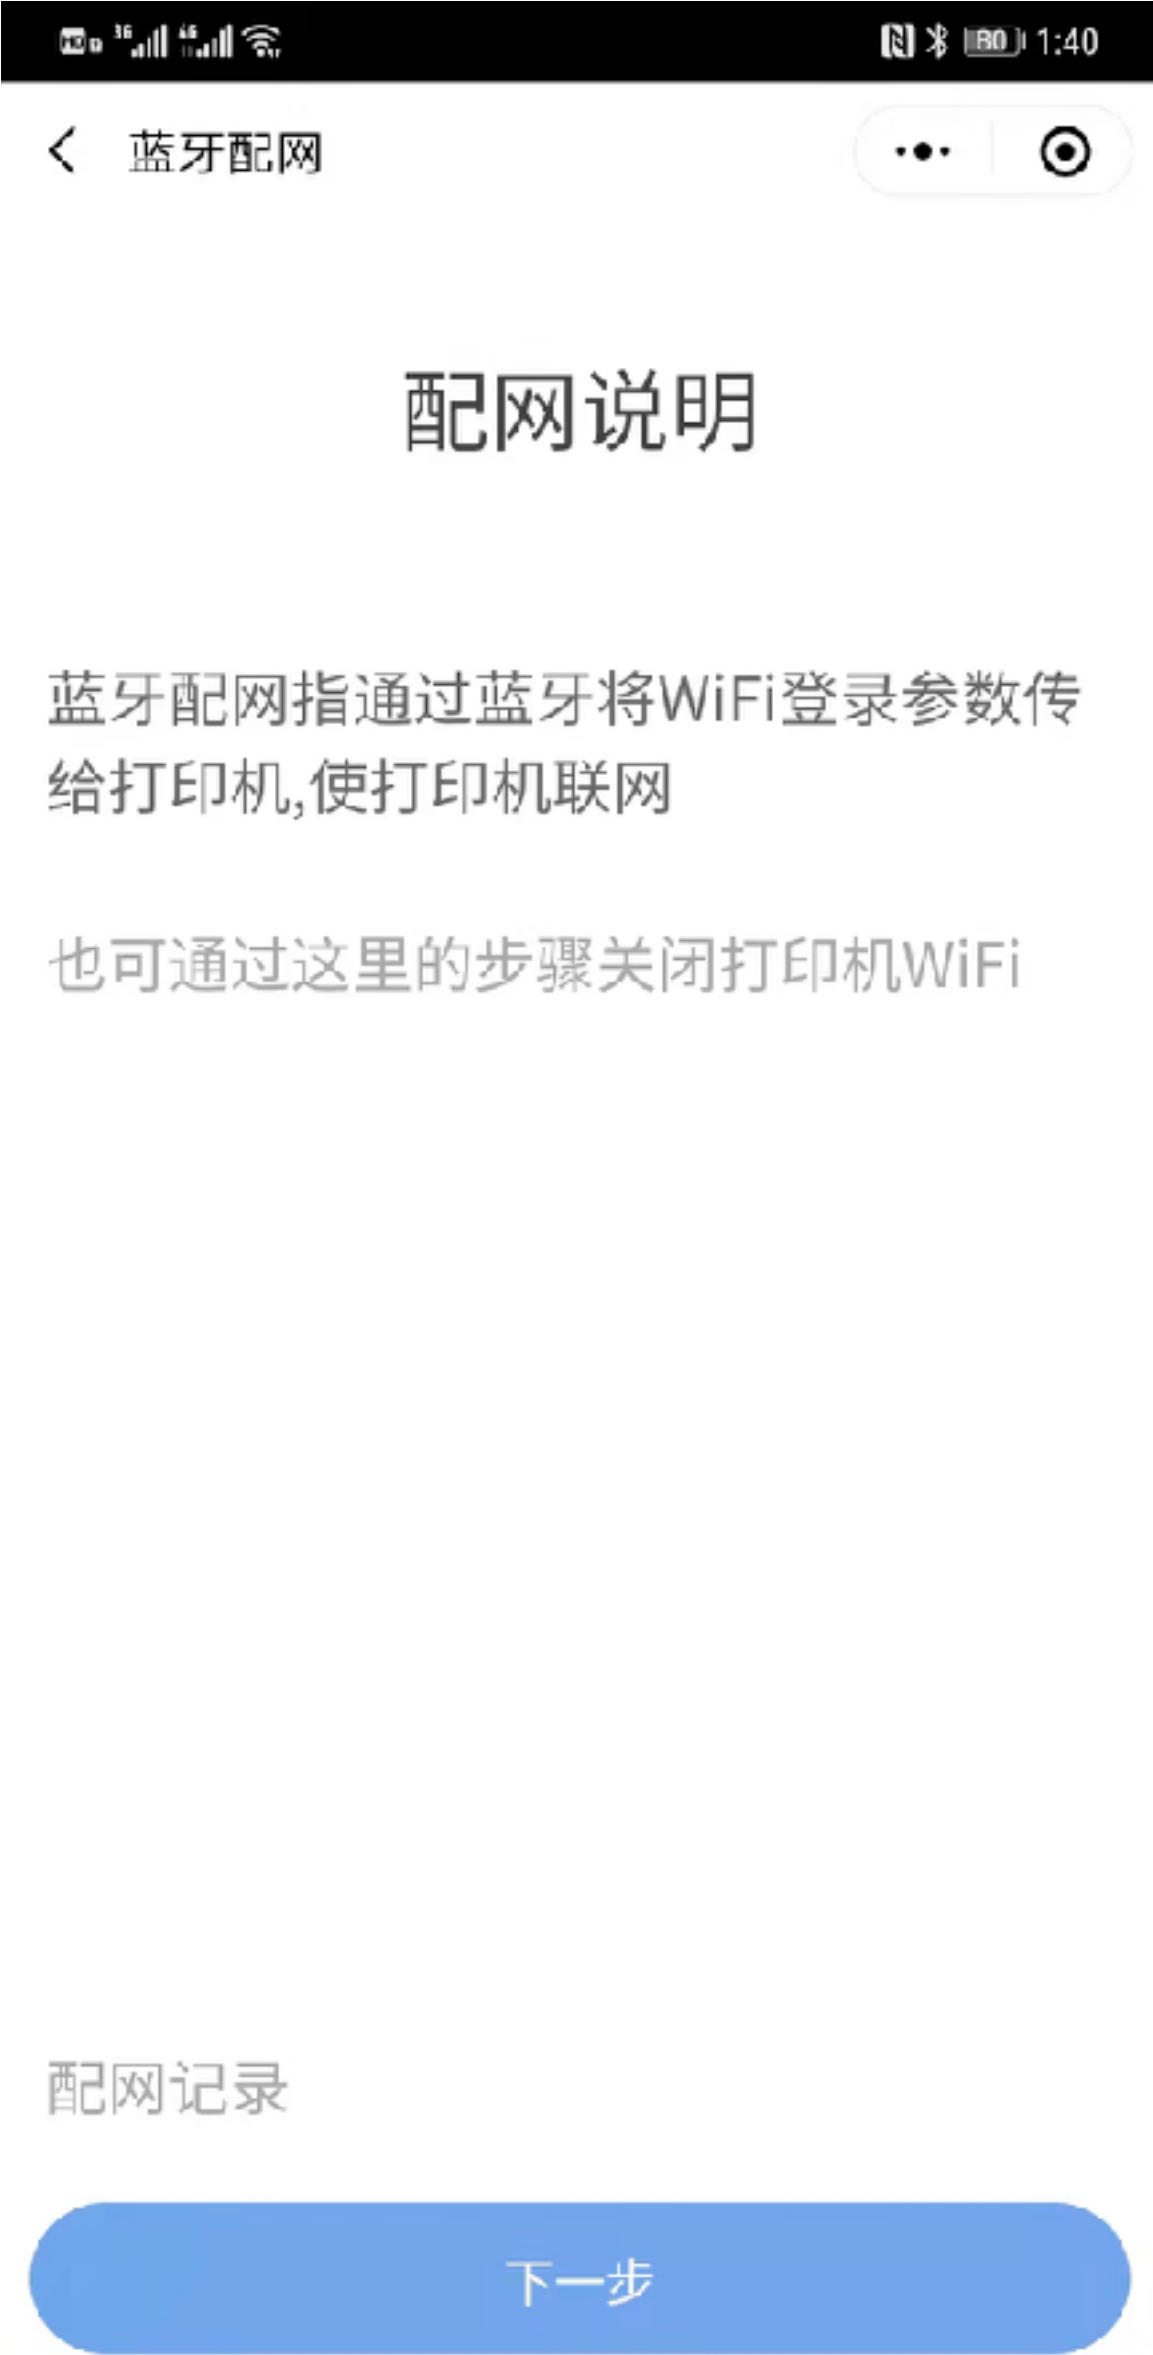 3G 4G 80 1:40
蓝牙配网
配网说明
蓝牙配网指通过蓝牙将WiFi登录参数传
给打印机,使打印机联网
也可通过这里的步骤关闭打印机WiFi
配网记录
下一步